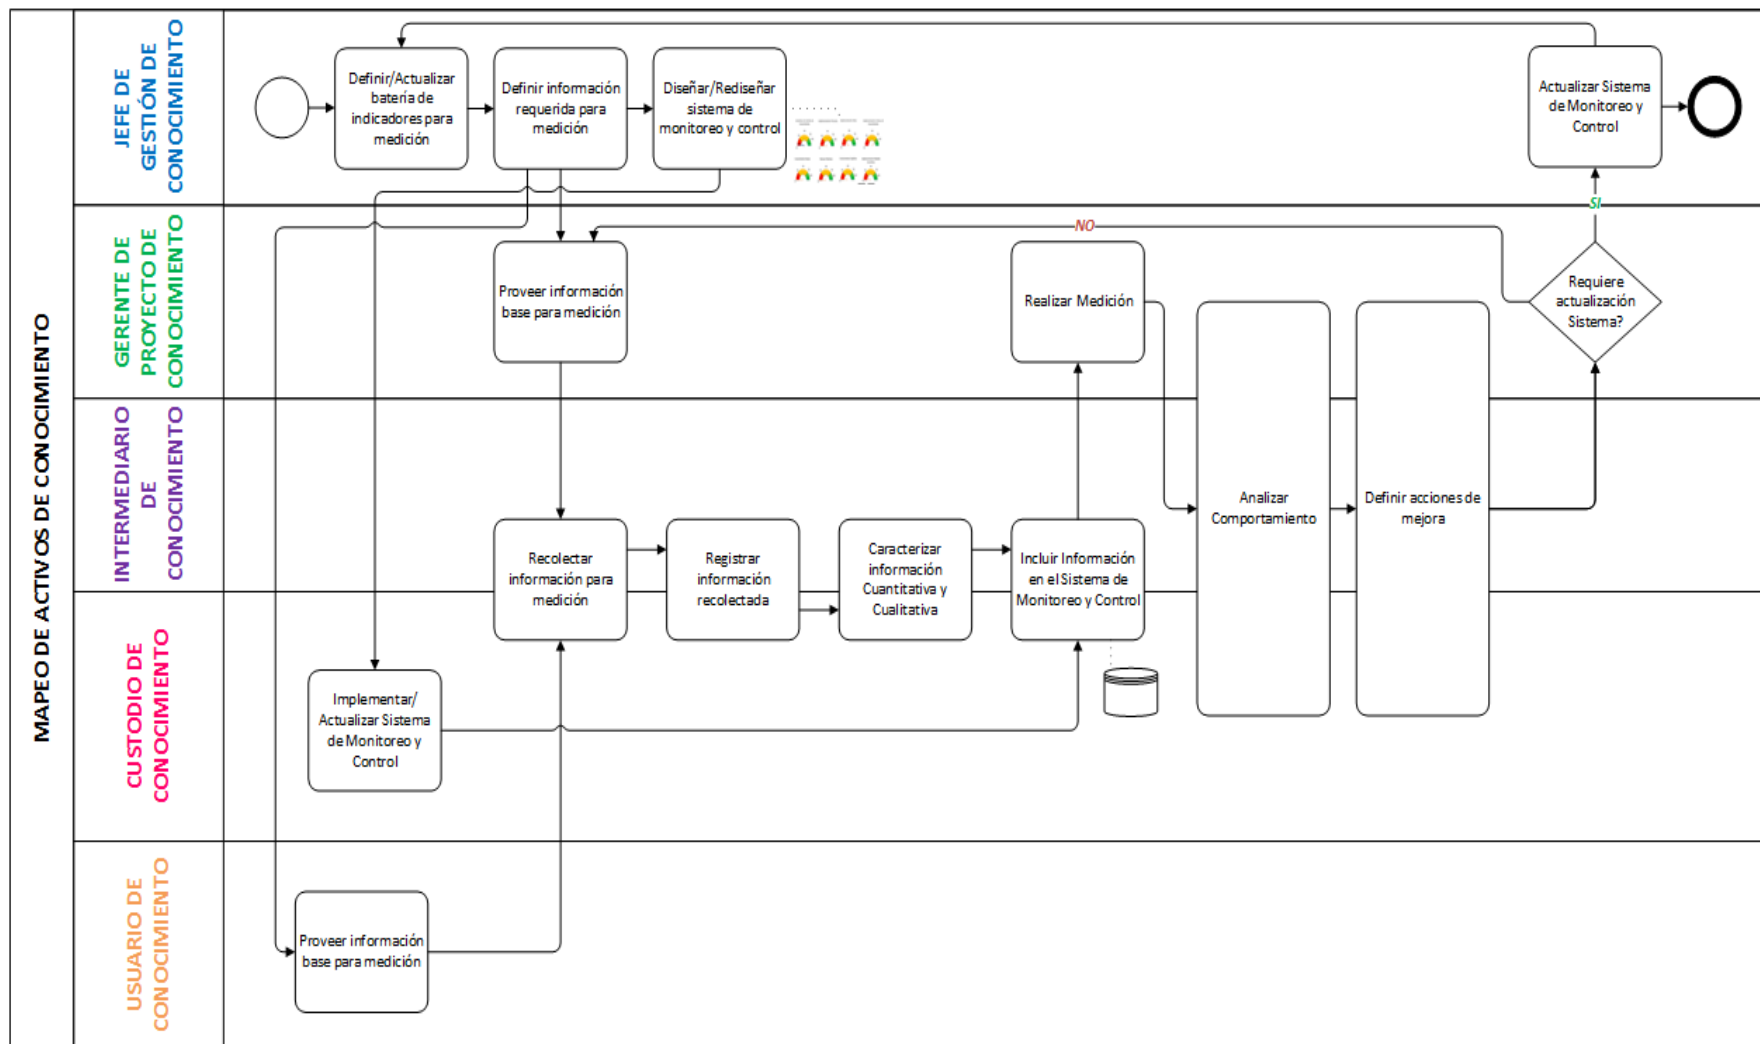 MAPEO DE ACTIVOS DE CONOCIMIENTO
JEFE DE
GESTIÓN DE
CONOCIMIENTO
Definir/Actualizar
batería de
indicadores para
medición
Definir información
requerida para
medición
Diseñar/Rediseñar
sistema de
monitoreo y control
Actualizar Sistema
de Monitoreo y
Control
SI
GERENTE DE
PROYECTO DE
CONOCIMIENTO
NO
Proveer información
base para medición
Realizar Medición
Requiere
actualización
Sistema?
INTERMEDIARIO
DE
CONOCIMIENTO
Recolectar
información para
medición
Registrar
información
recolectada
Caracterizar
información
Cuantitativa y
Cualitativa
Incluir Información
en el Sistema de
Monitoreo y Control
Analizar
Comportamiento
Definir acciones de
mejora
CUSTODIO DE
CONOCIMIENTO
Implementar/
Actualizar Sistema
de Monitoreo y
Control
USUARIO DE
CONOCIMIENTO
Proveer información
base para medición